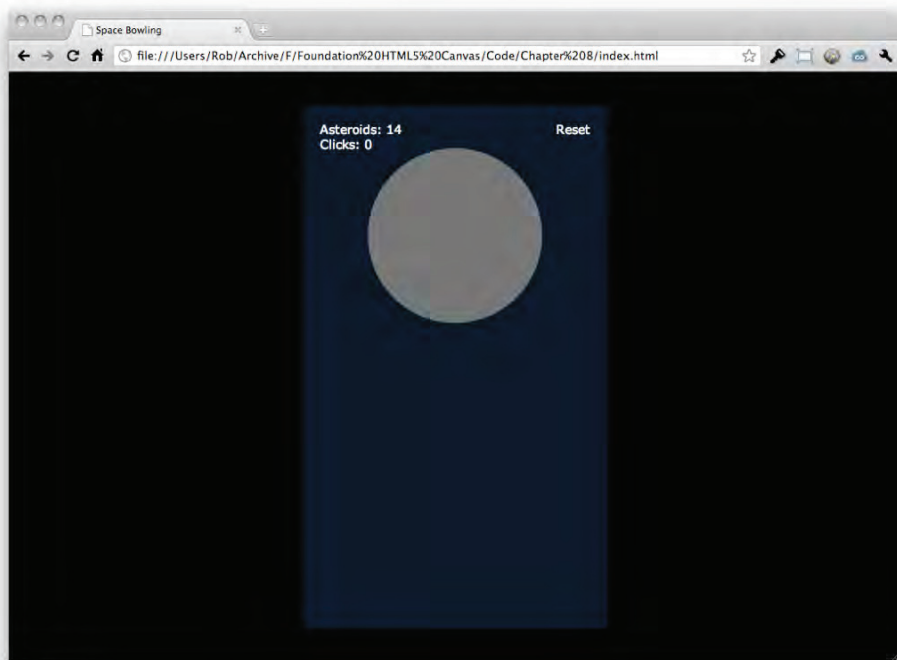 Space Bowling
file:///Users/Rob/Archive/F/Foundation%20HTML5%20Canvas/Code/Chapter%208/index.html
Asteroids: 14
Reset
Clicks: 0